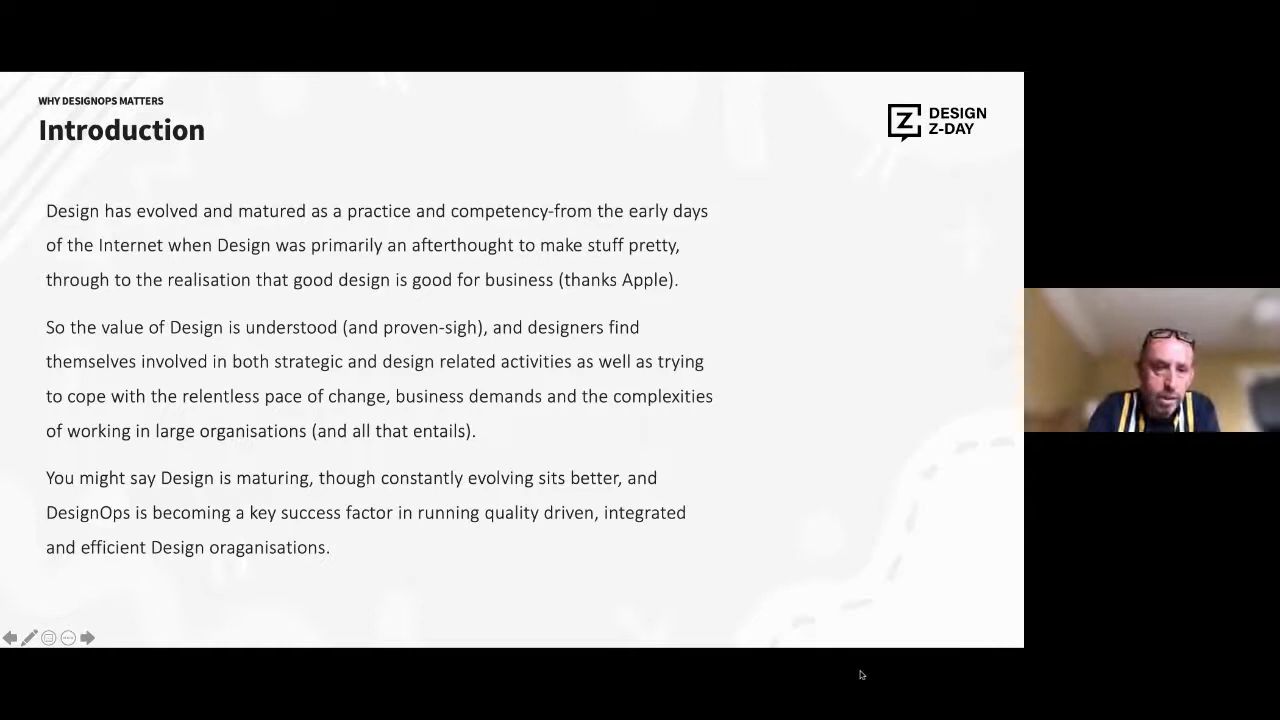 WHY DESIGNOPS MATTERS
Introduction
Z
DESIGN
Z-DAY
Design has evolved and matured as a practice and competency-from the early days
of the Internet when Design was primarily an afterthought to make stuff pretty,
through to the realisation that good design is good for business (thanks Apple).
So the value of Design is understood (and proven-sigh), and designers find
themselves involved in both strategic and design related activities as well as trying
to cope with the relentless pace of change, business demands and the complexities
of working in large organisations (and all that entails).
You might say Design is maturing, though constantly evolving sits better, and
DesignOps is becoming a key success factor in running quality driven, integrated
and efficient Design oraganisations.